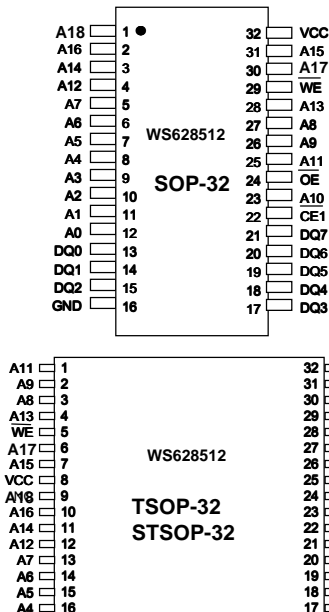 A18 1 32 VCC
A16 2 31 A15
A14 3 30 A17
A12 4 29 WE
A7 5 28 A13
A6 6 27 A8
A5 7 26 A9
A4 8 25 A11
A3 9 24 OE
A2 10 23 A10
A1 11 22 CE1
A0 12 21 DQ7
DQ0 13 20 DQ6
DQ1 14 19 DQ5
DQ2 15 18 DQ4
GND 16 17 DQ3
WS628512
SOP-32
A11 1 32
A9 2 31
A8 3 30
A13 4 29
WE 5 28
A17 6 27
A15 7 26
VCC 8 25
9 24
A16 10 23
A14 11 22
A12 12 21
A7 13 20
A6 14 19
A5 15 18
A4 16 17
WS628512
TSOP-32
STSOP-32